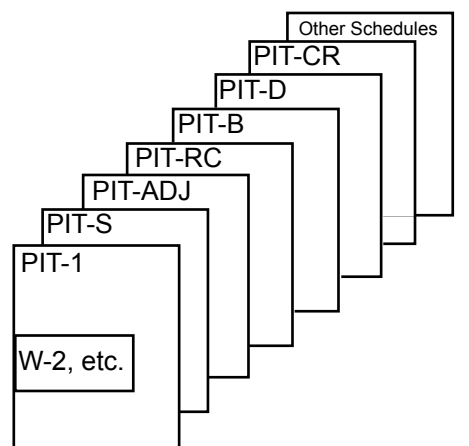 Other Schedules
PIT-CR
PIT-D
PIT-B
PIT-RC
PIT-ADJ
PIT-S
PIT-1
W-2, etc.